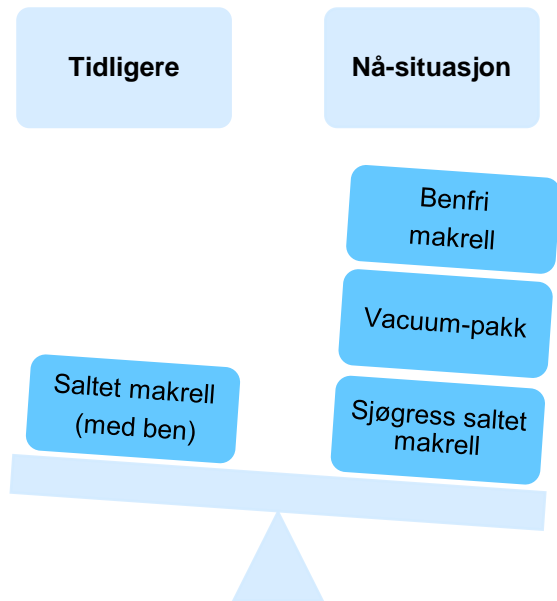 Tidligere
Nå-situasjon
Benfri
makrell
Vacuum-pakk
Saltet makrell
(med ben)
Sjøgress saltet
makrell